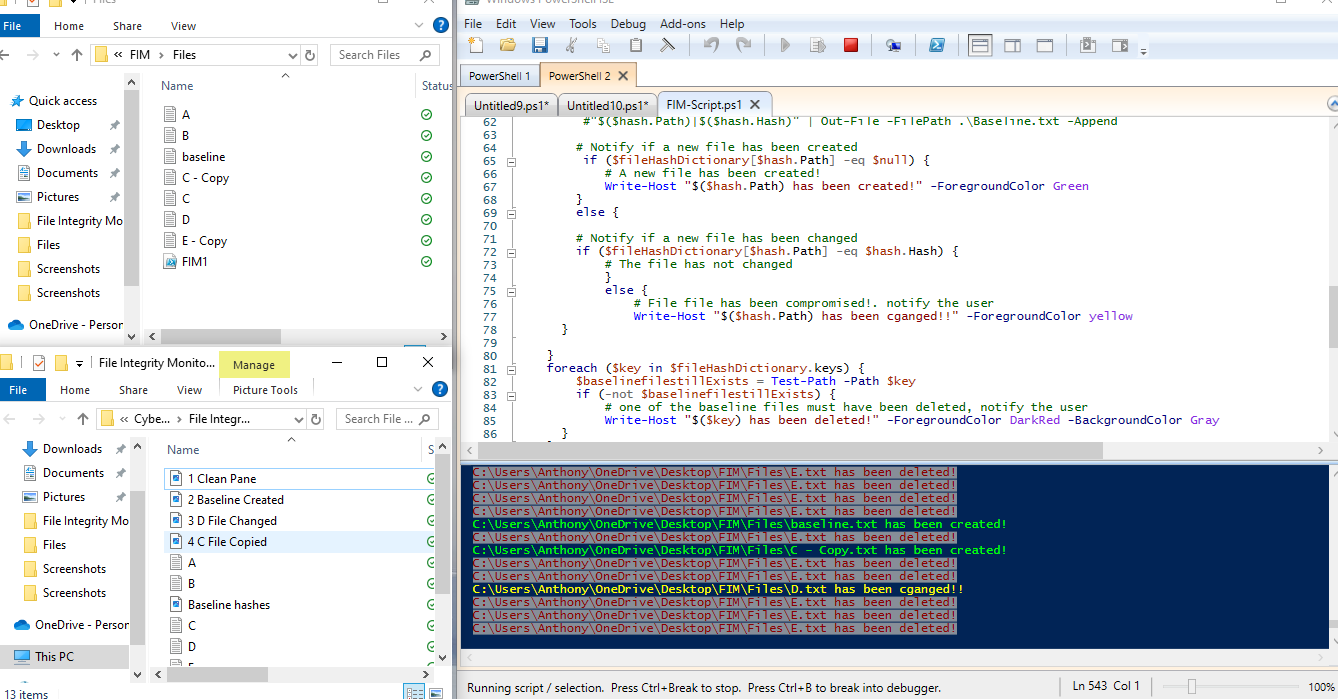 Files
Windows PowerShell ISE
File
Home
Share
View
FIM
Files
Search Files
Name
Status
Quick access
Desktop
Downloads
Documents
Pictures
File Integrity Mo
Files
Screenshots
Screenshots
OneDrive - Person
A
B
baseline
C - Copy
C
D
E - Copy
FIM1
File Integrity Monito...
Manage
File
Home
Share
View
Picture Tools
« Cybe...
File Integr...
Search File ...
Name
S
Downloads
Documents
Pictures
File Integrity Mo
Files
Screenshots
Screenshots
OneDrive - Person
This PC
1 Clean Pane
2 Baseline Created
3 D File Changed
4 C File Copied
A
B
Baseline hashes
C
D
13 items
File Edit View Tools Debug Add-ons Help
PowerShell 1
PowerShell 2
Untitled9.ps1*
Untitled10.ps1*
FIM-Script.ps1
62 #"$($hash.Path)|$($hash.Hash)" | Out-File -FilePath .\Baseline.txt -Append
63
64 # Notify if a new file has been created
65 if ($fileHashDictionary[$hash.Path] -eq $null) {
66 # A new file has been created!
67 Write-Host "$($hash.Path) has been created!" -ForegroundColor Green
68 }
69 else {
70
71 # Notify if a new file has been changed
72 if ($fileHashDictionary[$hash.Path] -eq $hash.Hash) {
73 # The file has not changed
74 }
75 else {
76 # File file has been compromised!. notify the user
77 Write-Host "$($hash.Path) has been cganged!!" -ForegroundColor yellow
78 }
79
80 }
81 foreach ($key in $fileHashDictionary.keys) {
82 $baselinefilestillExists = Test-Path -Path $key
83 if (-not $baselinefilestillExists) {
84 # one of the baseline files must have been deleted, notify the user
85 Write-Host "$($key) has been deleted!" -ForegroundColor DarkRed -BackgroundColor Gray
86 }
C:\Users\Anthony\OneDrive\Desktop\FIM\Files\E.txt has been deleted!
C:\Users\Anthony\OneDrive\Desktop\FIM\Files\E.txt has been deleted!
C:\Users\Anthony\OneDrive\Desktop\FIM\Files\E.txt has been deleted!
C:\Users\Anthony\OneDrive\Desktop\FIM\Files\E.txt has been deleted!
C:\Users\Anthony\OneDrive\Desktop\FIM\Files\baseline.txt has been created!
C:\Users\Anthony\OneDrive\Desktop\FIM\Files\E.txt has been deleted!
C:\Users\Anthony\OneDrive\Desktop\FIM\Files\C - Copy.txt has been created!
C:\Users\Anthony\OneDrive\Desktop\FIM\Files\E.txt has been deleted!
C:\Users\Anthony\OneDrive\Desktop\FIM\Files\E.txt has been deleted!
C:\Users\Anthony\OneDrive\Desktop\FIM\Files\D.txt has been cganged!!
C:\Users\Anthony\OneDrive\Desktop\FIM\Files\E.txt has been deleted!
C:\Users\Anthony\OneDrive\Desktop\FIM\Files\E.txt has been deleted!
C:\Users\Anthony\OneDrive\Desktop\FIM\Files\E.txt has been deleted!
Running script / selection. Press Ctrl+Break to stop. Press Ctrl+B to break into debugger.
Ln 543 Col 1
100%